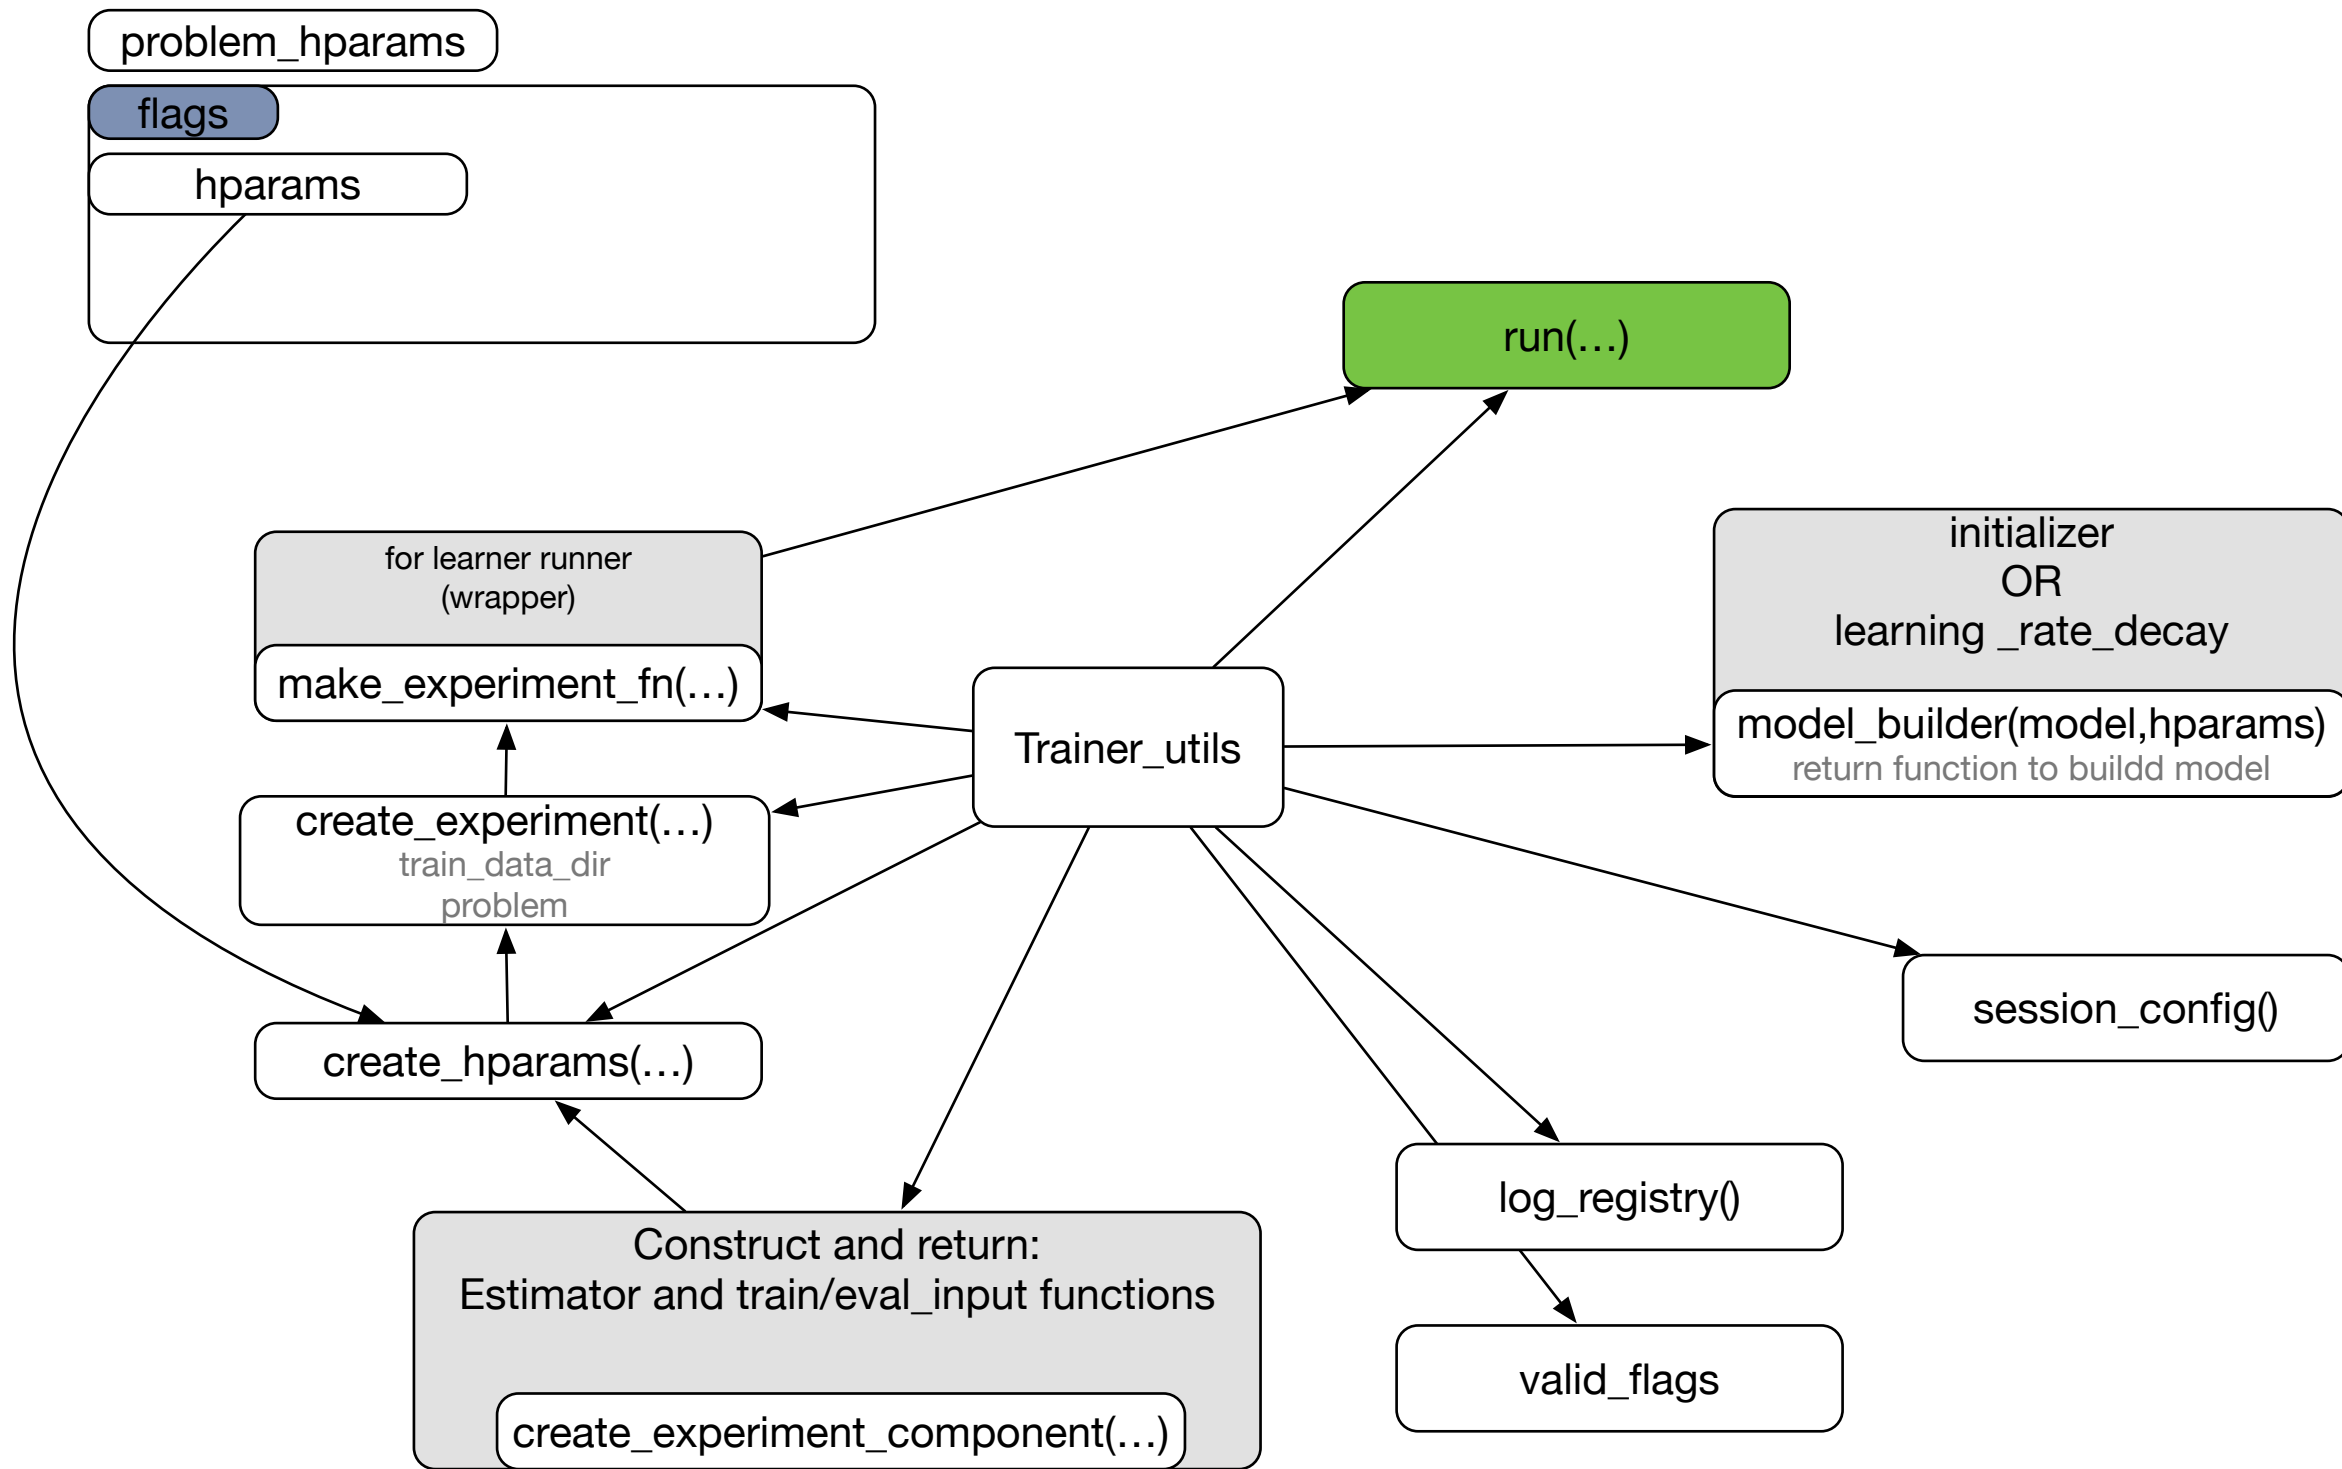 problem_hparams
flags
hparams
run(…)
for learner runner
(wrapper)
make_experiment_fn(…)
initializer
OR
learning _rate_decay
model_builder(model,hparams)
return function to buildd model
Trainer_utils
create_experiment(…)
train_data_dir
problem
session_config()
create_hparams(…)
log_registry()
Construct and return:
Estimator and train/eval_input functions
valid_flags
create_experiment_component(…)